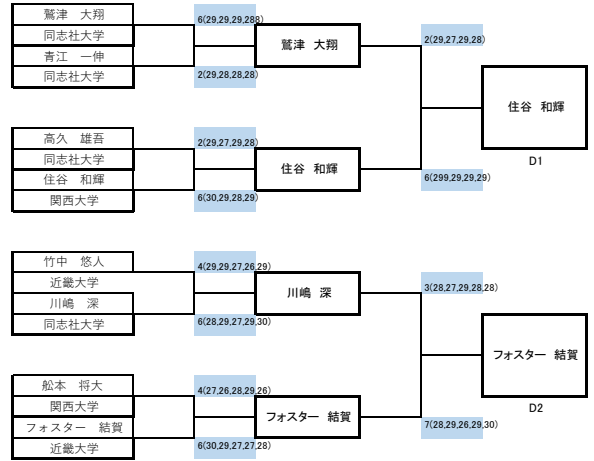 鷲津　大翔
同志社大学
青江　一伸
同志社大学
6(29,29,29,288)
2(29,28,28,28)
鷲津　大翔
2(29,27,29,28)
住谷　和輝
D1
高久　雄吾
同志社大学
住谷　和輝
関西大学
2(29,27,29,28)
6(30,29,28,29)
住谷　和輝
6(299,29,29,29)
竹中　悠人
近畿大学
川嶋　深
同志社大学
4(29,29,27,26,29)
6(28,29,27,29,30)
川嶋　深
3(28,27,29,28,28)
フォスター　結賀
D2
舩本　将大
関西大学
フォスター　結賀
近畿大学
4(27,26,28,29,26)
6(30,29,27,27,28)
フォスター　結賀
7(28,29,26,29,30)